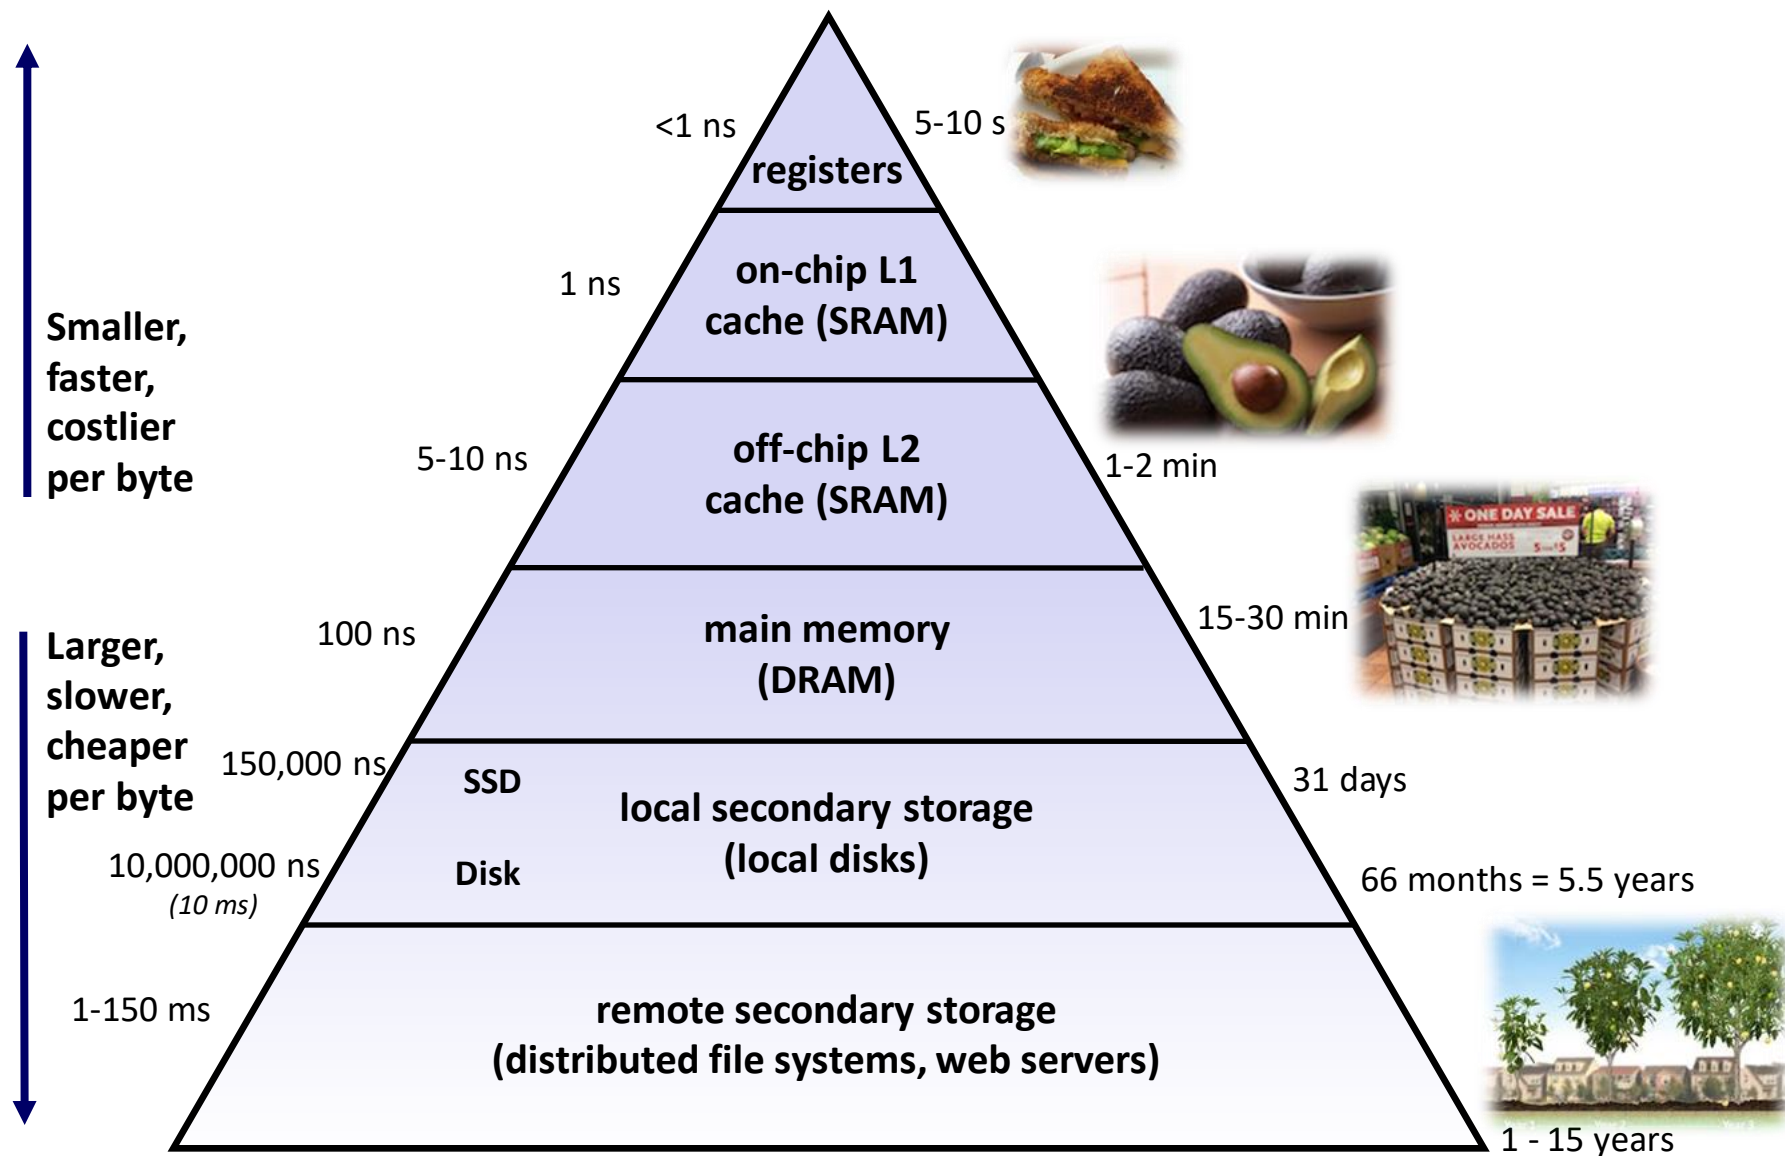 <1 ns
5-10 s
registers
1 ns
on-chip L1
cache (SRAM)
Smaller,
faster,
costlier
per byte
5-10 ns
off-chip L2
cache (SRAM)
1-2 min
* ONE DAY SALE
LARGE HASS
AVOCADOS
100 ns
main memory
(DRAM)
15-30 min
Larger,
slower,
cheaper
per byte
150,000 ns
SSD
local secondary storage
(local disks)
31 days
10,000,000 ns
(10 ms)
Disk
66 months = 5.5 years
1-150 ms
remote secondary storage
(distributed file systems, web servers)
1 - 15 years